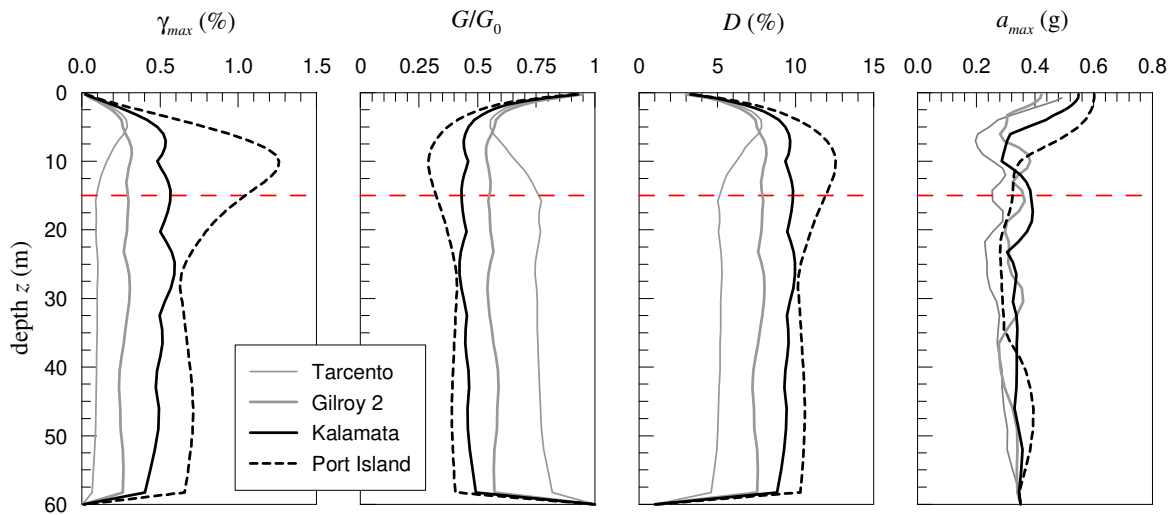 γmax (%) G/G0 D (%) amax (g)
0.0 0.5 1.0 1.5 0 0.25 0.5 0.75 1 0 5 10 15 0.0 0.2 0.4 0.6 0.8
0
10
20
30
40
50
60
depth z (m)
Tarcento
Gilroy 2
Kalamata
Port Island